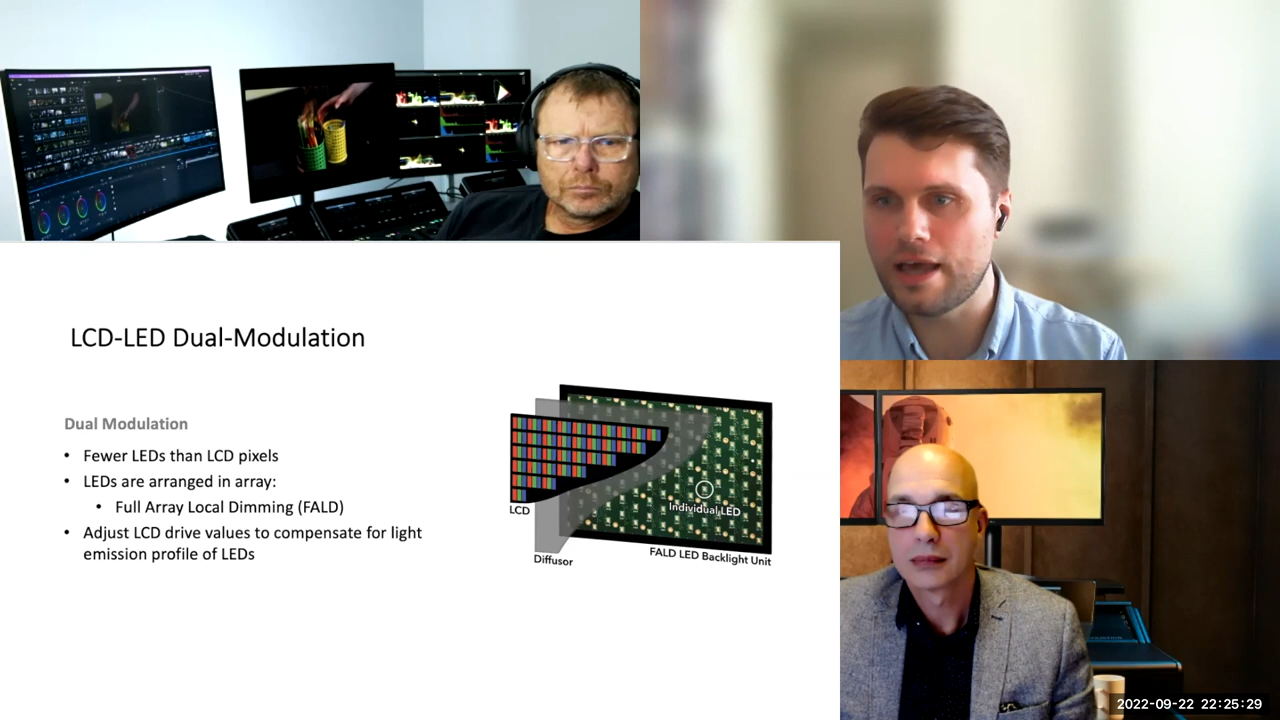 LCD-LED Dual-Modulation
Dual Modulation
• Fewer LEDs than LCD pixels
• LEDs are arranged in array:
• Full Array Local Dimming (FALD)
• Adjust LCD drive values to compensate for light
emission profile of LEDs
LCD
Diffusor
Individual LED
FALD LED Backlight Unit
2022-09-22 22:25:29